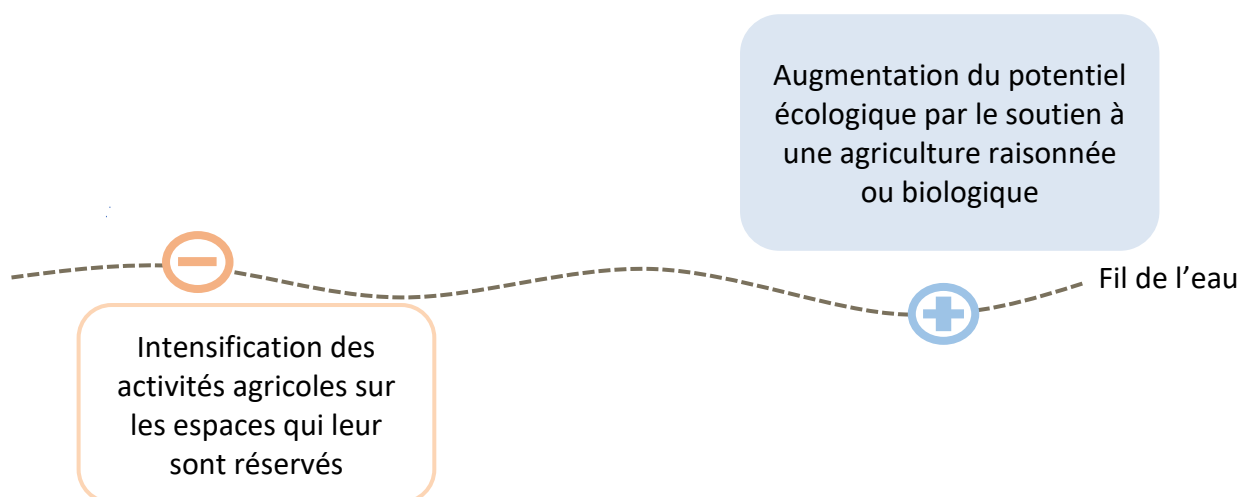 Augmentation du potentiel
écologique par le soutien à
une agriculture raisonnée
ou biologique
Fil de l’eau
Intensification des
activités agricoles sur
les espaces qui leur
sont réservés